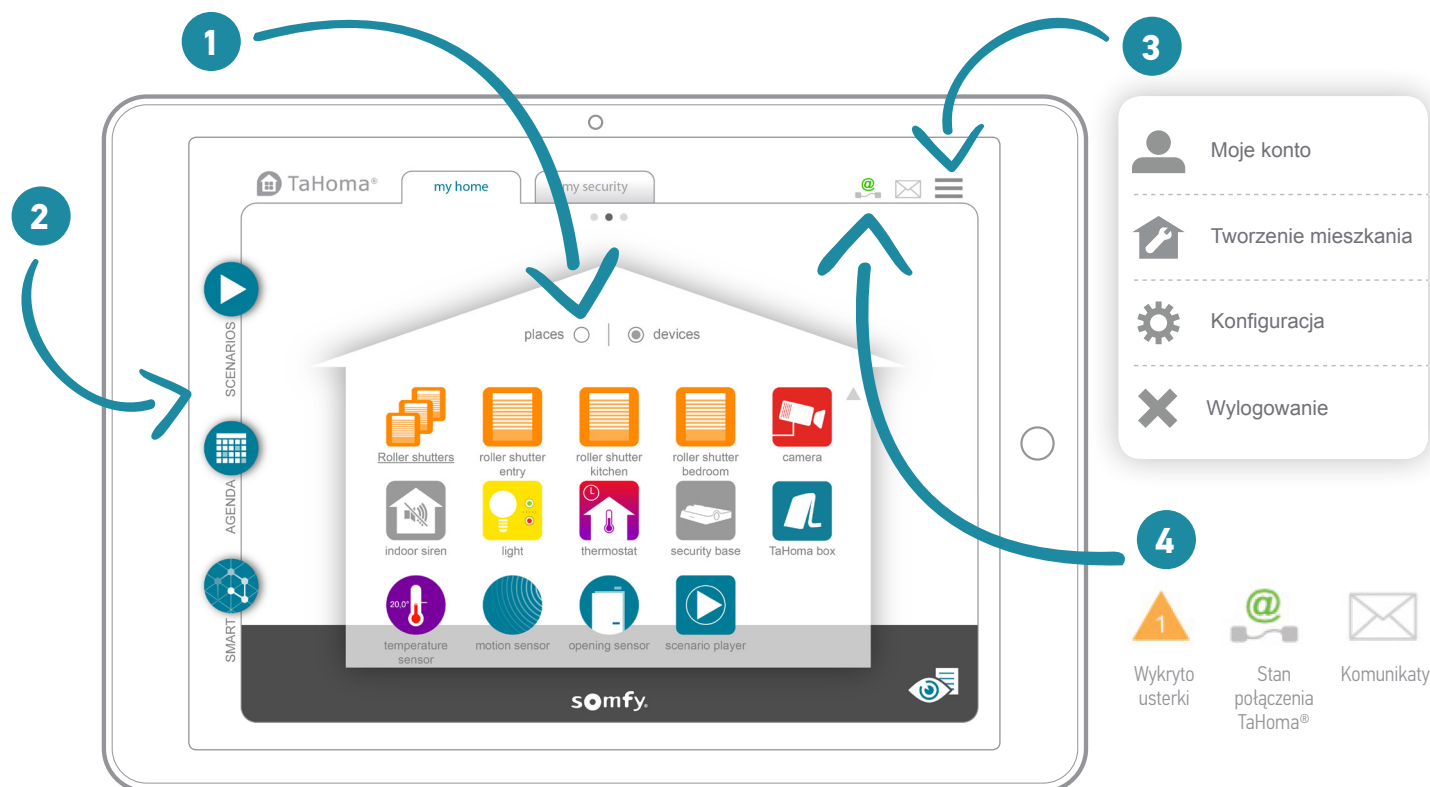 1
3
2
TaHoma®
my home
my security
@
Moje konto
Tworzenie mieszkania
Konfiguracja
Wylogowanie
SCENARIOS
AGENDA
SMART
places
devices
Roller shutters
roller shutter
entry
roller shutter
kitchen
roller shutter
bedroom
camera
indoor siren
light
thermostat
security base
TaHoma box
20,0°
temperature
sensor
motion sensor
opening sensor
scenario player
somfy.
4
1
@
Wykryto
usterki
Stan
połączenia
TaHoma®
Komunikaty